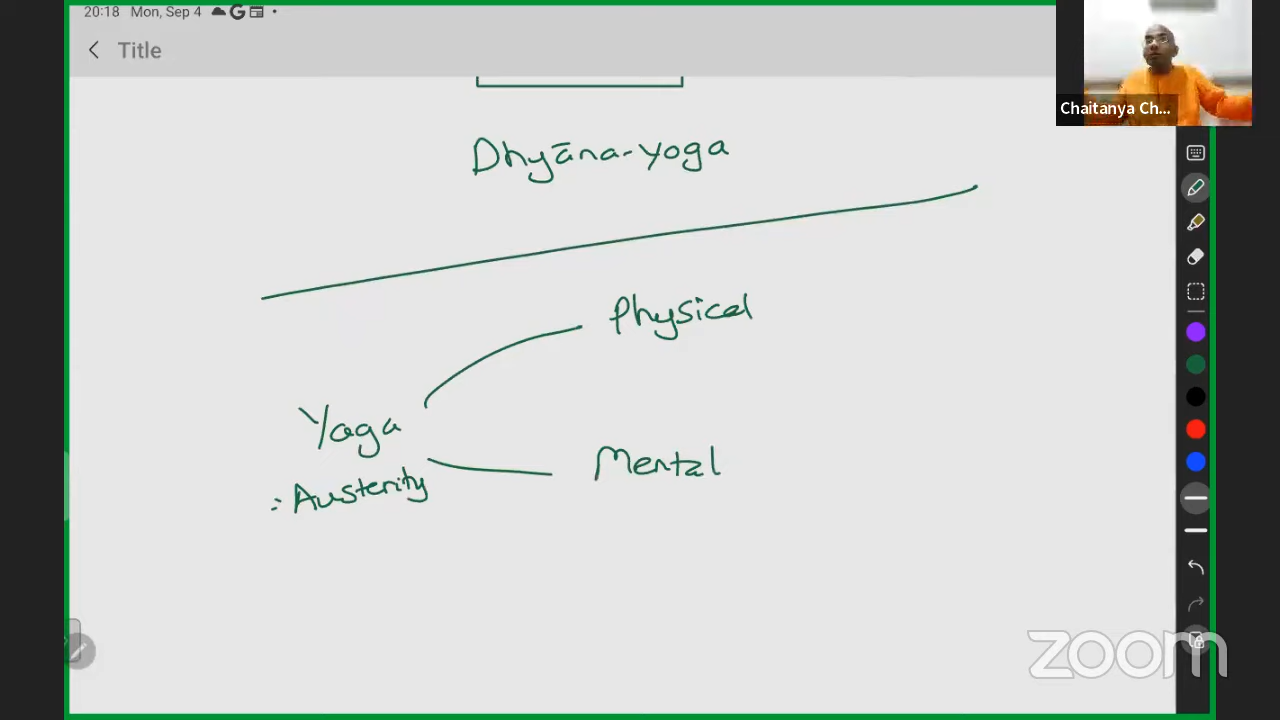 20:18 Mon, Sep 4
Title
Chaitanya Ch...
Dhyāna-yoga
Physical
Yoga
Mental
: Austerity
zoom